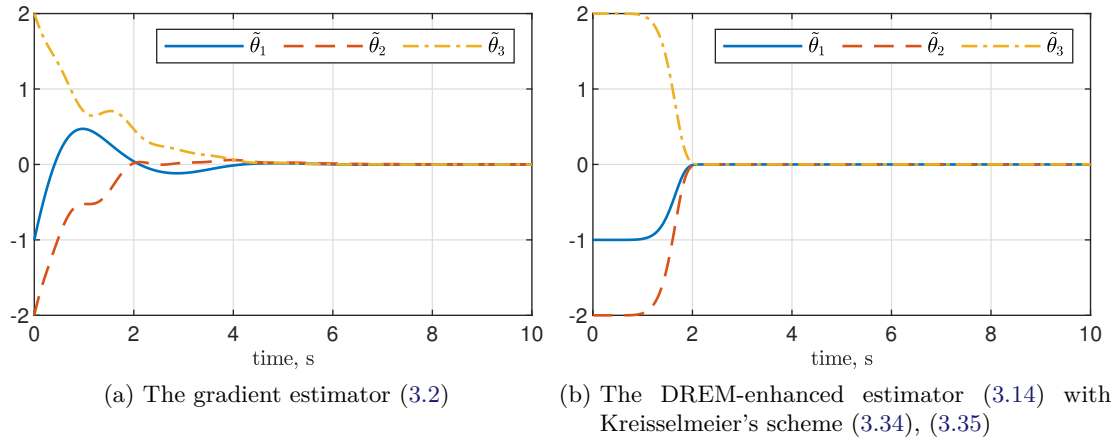 2
1
0
-1
-2
0 2 4 6 8 10
time, s
θ̃₁ θ̃₂ θ̃₃
(a) The gradient estimator (3.2)
2
1
0
-1
-2
0 2 4 6 8 10
time, s
θ̃₁ θ̃₂ θ̃₃
(b) The DREM-enhanced estimator (3.14) with
Kreisselmeier's scheme (3.34), (3.35)